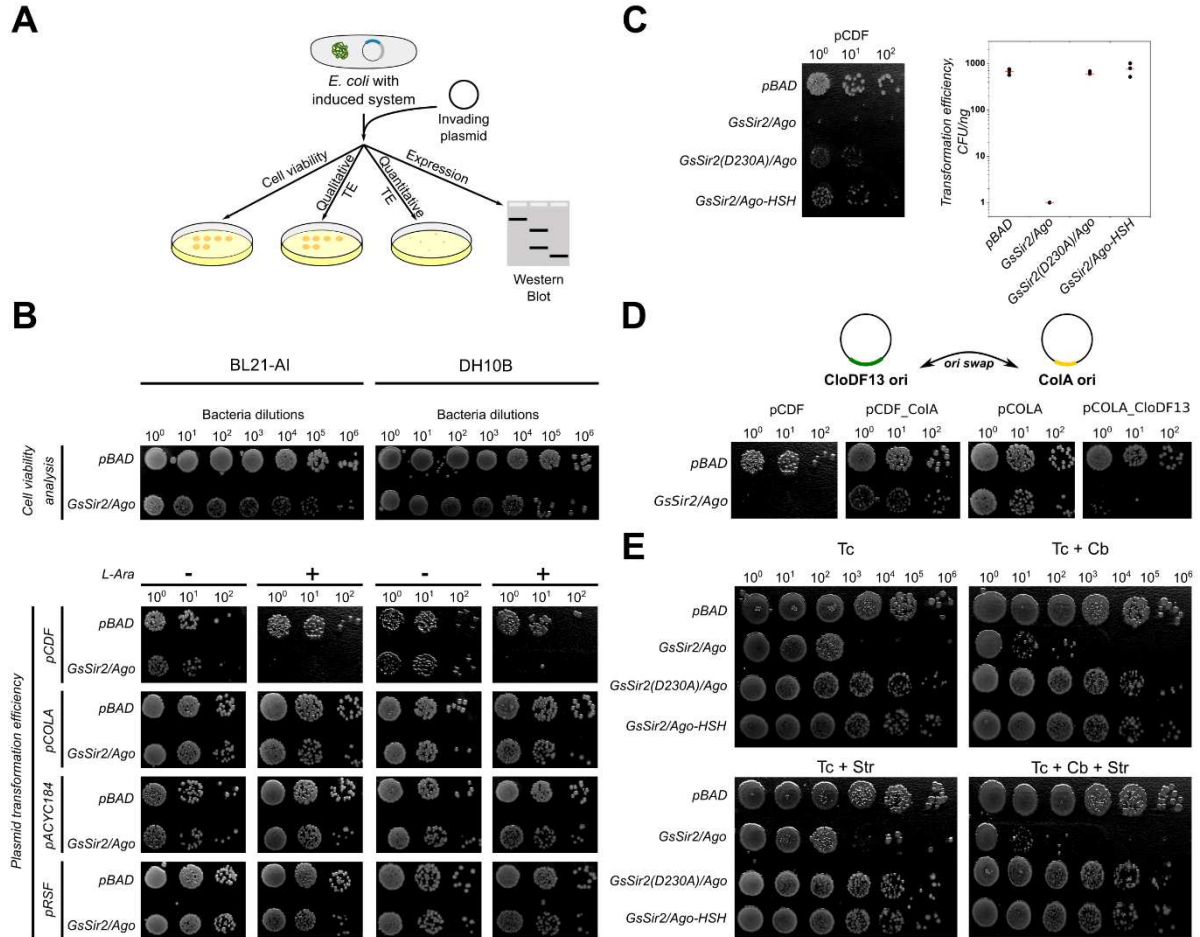 A
E. coli with
induced system
Invading
plasmid
Cell viability
Qualitative
TE
Quantitative
TE
Expression
Western
Blot
B
BL21-AI
DH10B
Bacteria dilutions
Bacteria dilutions
10⁰ 10¹ 10² 10³ 10⁴ 10⁵ 10⁶
10⁰ 10¹ 10² 10³ 10⁴ 10⁵ 10⁶
Cell viability
analysis
pBAD
GsSir2/Ago
L-Ara
- + - +
10⁰ 10¹ 10²
10⁰ 10¹ 10²
10⁰ 10¹ 10²
10⁰ 10¹ 10²
Plasmid transformation efficiency
pCDF
pBAD
GsSir2/Ago
pCOLA
pBAD
GsSir2/Ago
pACYC184
pBAD
GsSir2/Ago
pRSF
pBAD
GsSir2/Ago
C
pCDF
10⁰ 10¹ 10²
pBAD
GsSir2/Ago
GsSir2(D230A)/Ago
GsSir2/Ago-HSH
Transformation efficiency,
CFU/ng
1000
100
10
1
pBAD
GsSir2/Ago
GsSir2(D230A)/Ago
GsSir2/Ago-HSH
D
ori swap
CloDF13 ori
ColA ori
pCDF
pCDF_ColA
pCOLA
pCOLA_CloDF13
10⁰ 10¹ 10²
10⁰ 10¹ 10²
10⁰ 10¹ 10²
10⁰ 10¹ 10²
pBAD
GsSir2/Ago
E
Tc
Tc + Cb
10⁰ 10¹ 10² 10³ 10⁴ 10⁵ 10⁶
10⁰ 10¹ 10² 10³ 10⁴ 10⁵ 10⁶
pBAD
GsSir2/Ago
GsSir2(D230A)/Ago
GsSir2/Ago-HSH
Tc + Str
Tc + Cb + Str
pBAD
GsSir2/Ago
GsSir2(D230A)/Ago
GsSir2/Ago-HSH